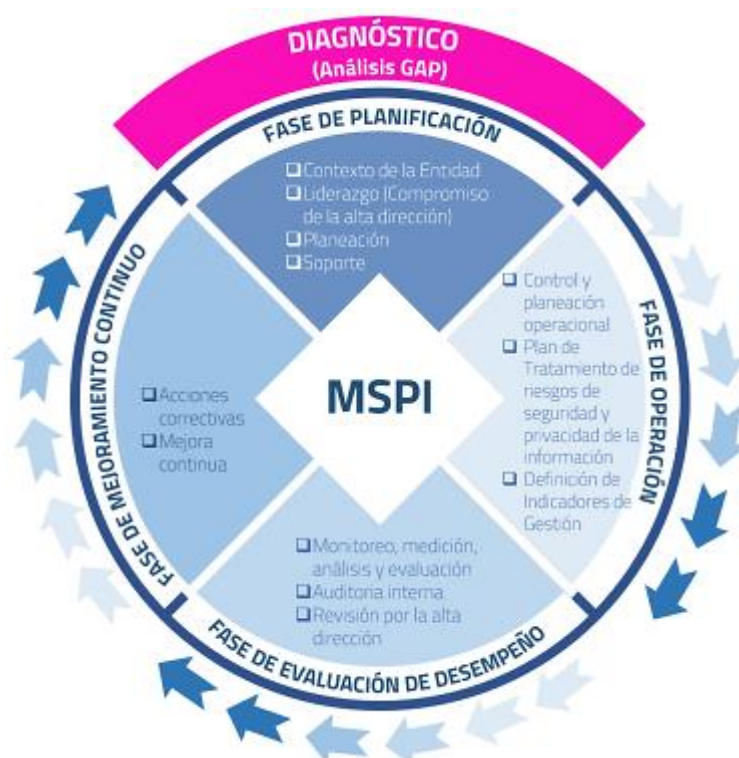 DIAGNÓSTICO
(Análisis GAP)
FASE DE PLANIFICACIÓN
Contexto de la Entidad
Liderazgo (Compromiso
de la alta dirección)
Planeación
Soporte
FASE DE OPERACIÓN
Control y
planeación
operacional
Plan de
Tratamiento de
riesgos de
seguridad y
privacidad de la
información
Definición de
Indicadores de
Gestión
MSPI
FASE DE EVALUACIÓN DE DESEMPEÑO
Monitoreo, medición,
análisis y evaluación
Auditoria interna
Revisión por la alta
dirección
FASE DE MEJORAMIENTO CONTINUO
Acciones
correctivas
Mejora
continua